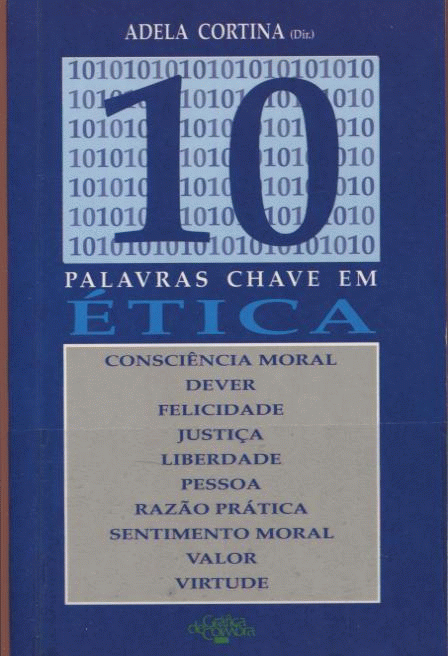 ADELA CORTINA (Dir.)
1010101010101010101010
10
PALAVRAS CHAVE EM
ÉTICA
CONSCIÊNCIA MORAL
DEVER
FELICIDADE
JUSTIÇA
LIBERDADE
PESSOA
RAZÃO PRÁTICA
SENTIMENTO MORAL
VALOR
VIRTUDE
Gráfica
de Coimbra